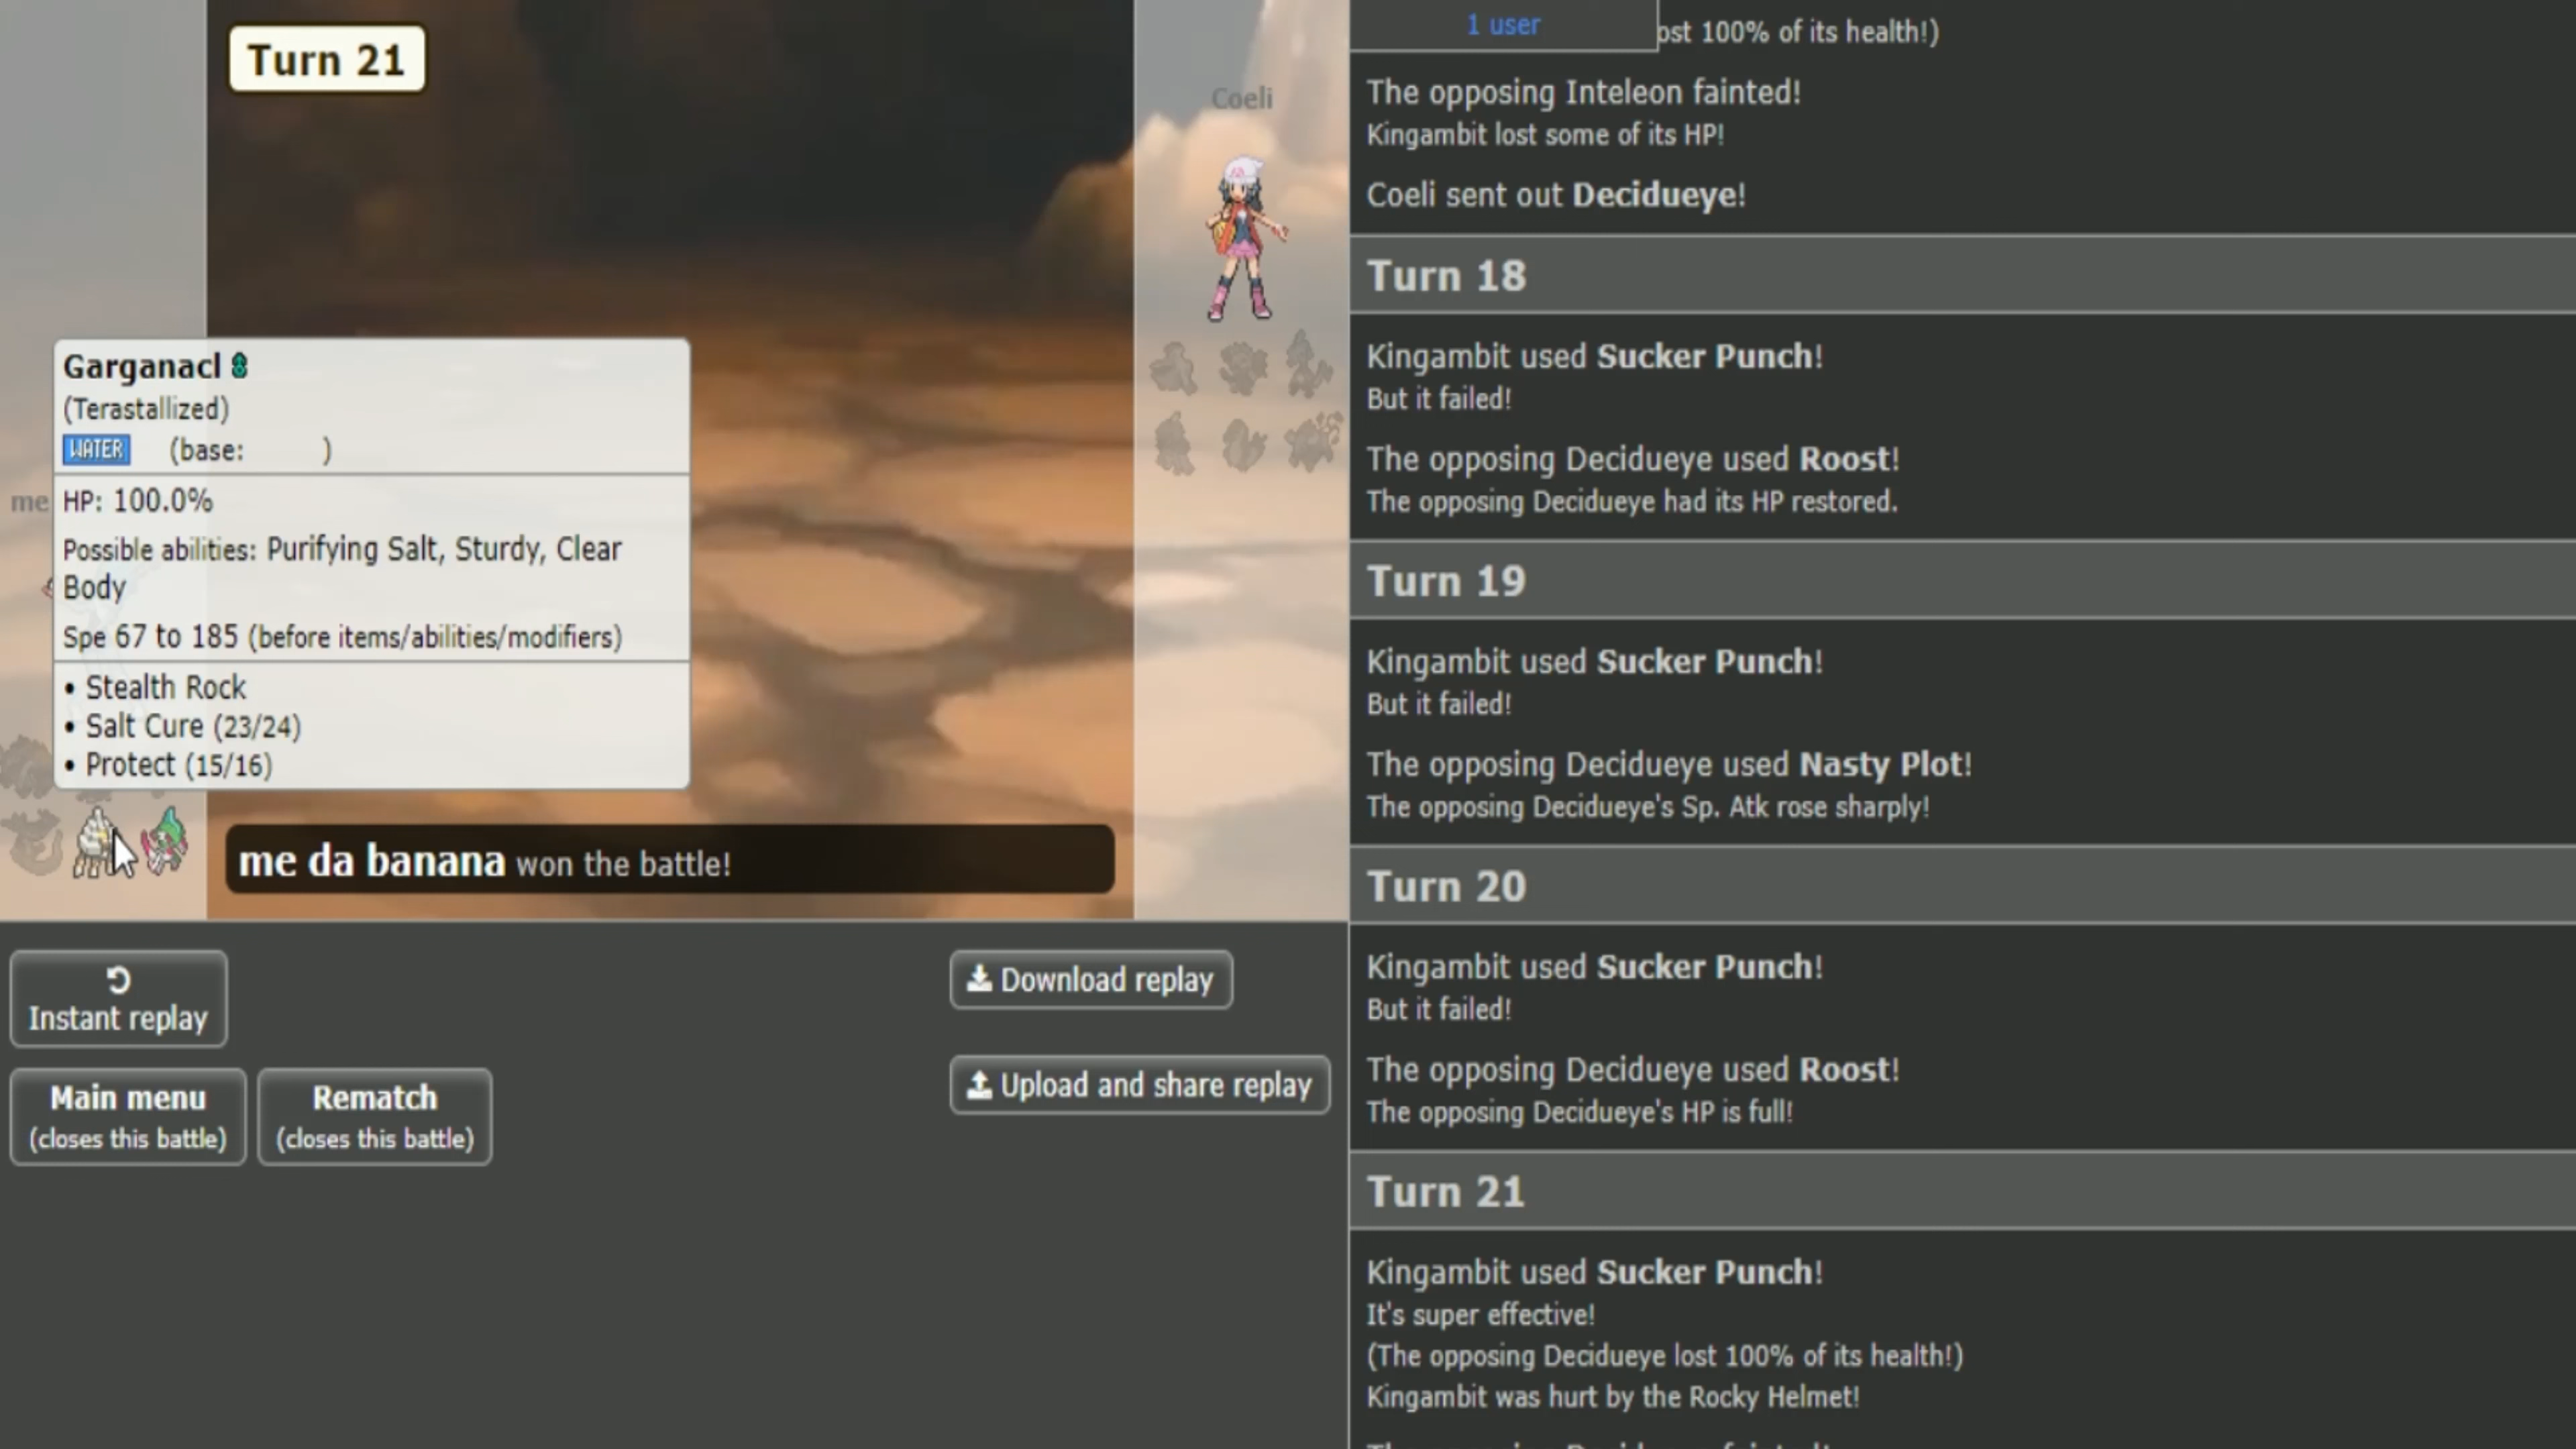 Turn 21
Coeli
Garganacl
(Terastallized)
WATER (base: )
HP: 100.0%
me
Possible abilities: Purifying Salt, Sturdy, Clear
Body
Spe 67 to 185 (before items/abilities/modifiers)
• Stealth Rock
• Salt Cure (23/24)
• Protect (15/16)
me da banana won the battle!
Instant replay
Download replay
Main menu
(closes this battle)
Rematch
(closes this battle)
Upload and share replay
1 user
ost 100% of its health!)
The opposing Inteleon fainted!
Kingambit lost some of its HP!
Coeli sent out Decidueye!
Turn 18
Kingambit used Sucker Punch!
But it failed!
The opposing Decidueye used Roost!
The opposing Decidueye had its HP restored.
Turn 19
Kingambit used Sucker Punch!
But it failed!
The opposing Decidueye used Nasty Plot!
The opposing Decidueye's Sp. Atk rose sharply!
Turn 20
Kingambit used Sucker Punch!
But it failed!
The opposing Decidueye used Roost!
The opposing Decidueye's HP is full!
Turn 21
Kingambit used Sucker Punch!
It's super effective!
(The opposing Decidueye lost 100% of its health!)
Kingambit was hurt by the Rocky Helmet!